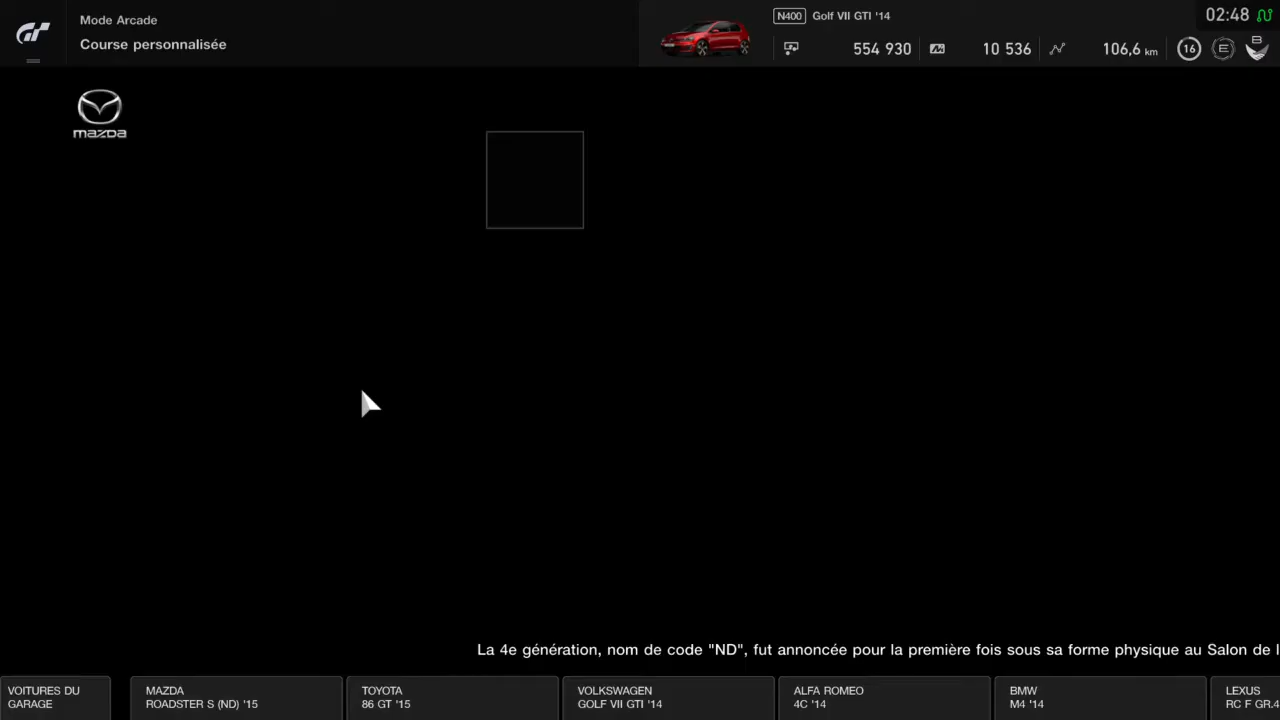 Mode Arcade
Course personnalisée
N400 Golf VII GTI '14
02:48
554 930
10 536
106,6 km
16
E
B
mazda
La 4e génération, nom de code "ND", fut annoncée pour la première fois sous sa forme physique au Salon de l
VOITURES DU
GARAGE
MAZDA
ROADSTER S (ND) '15
TOYOTA
86 GT '15
VOLKSWAGEN
GOLF VII GTI '14
ALFA ROMEO
4C '14
BMW
M4 '14
LEXUS
RC F GR.4